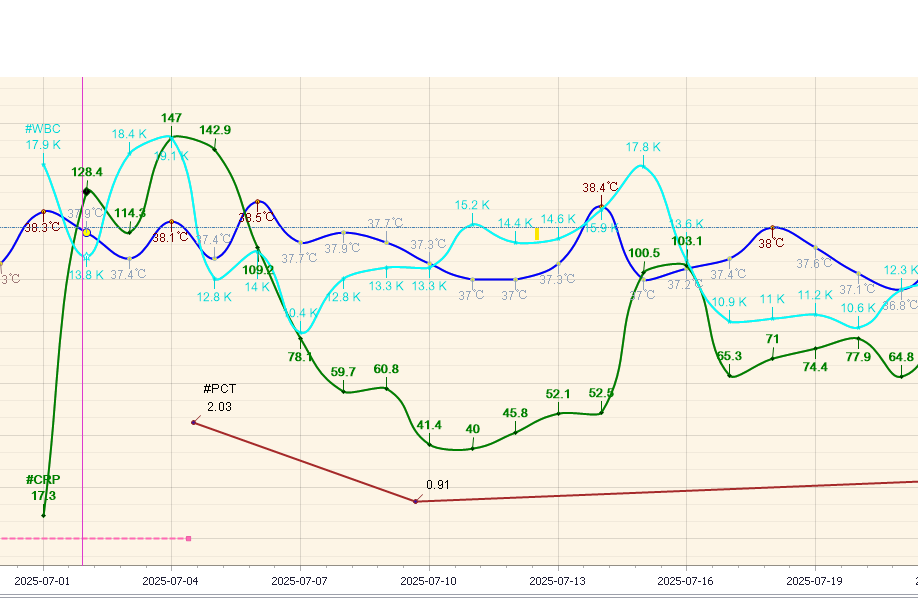 147
#WBC
17.9 K
18.4 K
142.9
19.1 K
17.8 K
128.4
38.4°C
38.3°C
37.9°C
114.3
38.1°C
37.4°C
38.5°C
37.7°C
15.2 K
14.4 K
14.6 K
15.9 K
13.6 K
37.7°C
37.9°C
37.3°C
100.5
103.1
38°C
13.8 K
37.4°C
109.2
37.3°C
37.4°C
37.6°C
12.3 K
3°C
12.8 K
14 K
12.8 K
13.3 K
13.3 K
37°C
37°C
37°C
37.2°C
37.1°C
10.9 K
11 K
11.2 K
10.6 K
36.8°C
0.4 K
78.1
59.7
60.8
65.3
71
74.4
77.9
64.8
#PCT
2.03
41.4
40
45.8
52.1
52.5
#CRP
17.3
0.91
2025-07-01
2025-07-04
2025-07-07
2025-07-10
2025-07-13
2025-07-16
2025-07-19